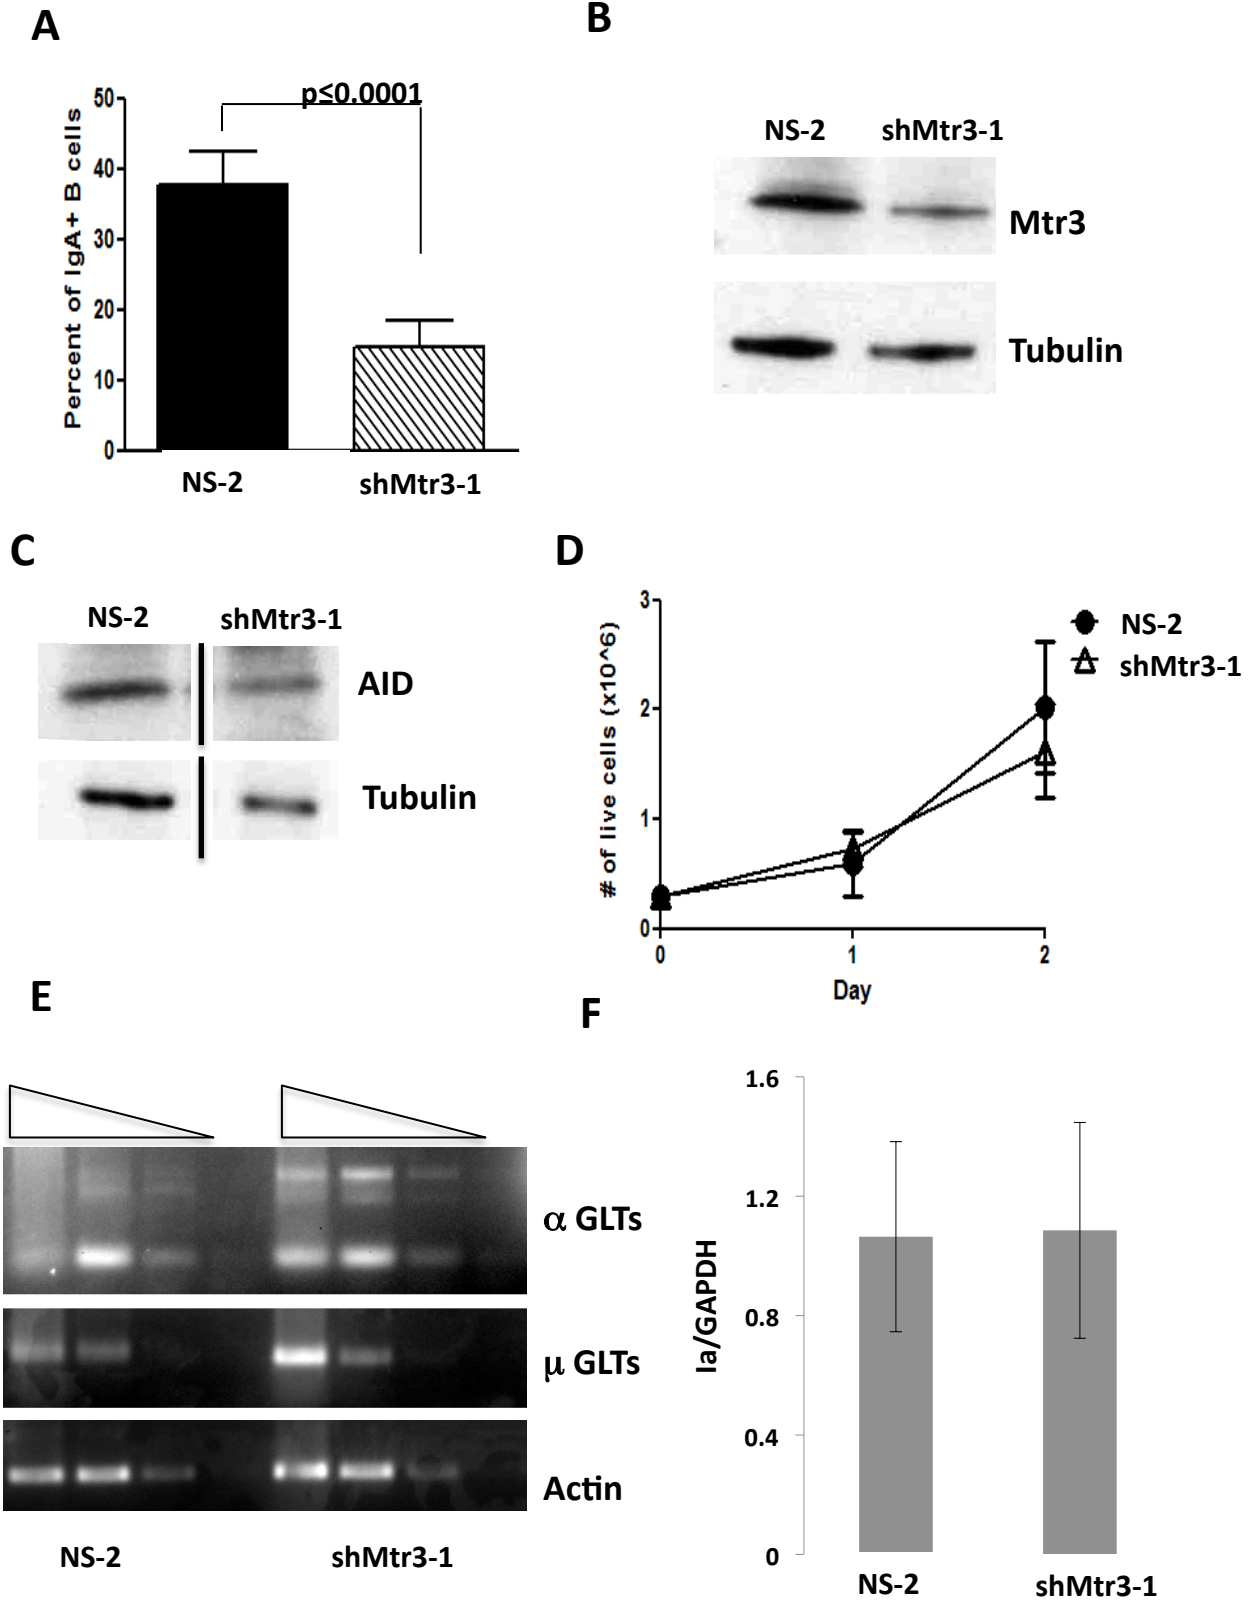 A
p≤0.0001
50
40
30
20
10
0
Percent of IgA+ B cells
NS-2 shMtr3-1
B
NS-2 shMtr3-1
Mtr3
Tubulin
C
NS-2 shMtr3-1
AID
Tubulin
D
3
2
1
0
# of live cells (x10^6)
0 1 2
Day
NS-2
shMtr3-1
E
α GLTs
μ GLTs
Actin
NS-2 shMtr3-1
F
1.6
1.2
0.8
0.4
0
Ia/GAPDH
NS-2 shMtr3-1